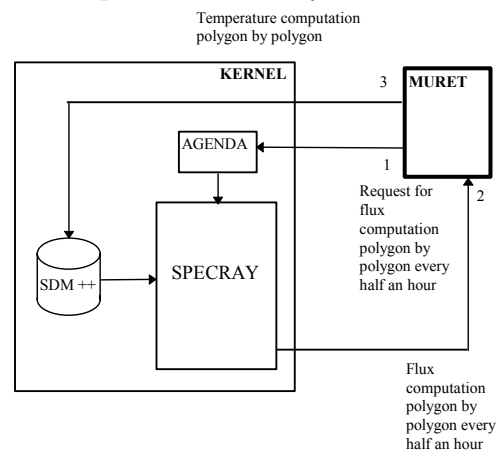 Temperature computation
polygon by polygon
KERNEL
3
MURET
AGENDA
1
2
Request for
flux
computation
polygon by
polygon every
half an hour
SPECRAY
SDM ++
Flux
computation
polygon by
polygon every
half an hour